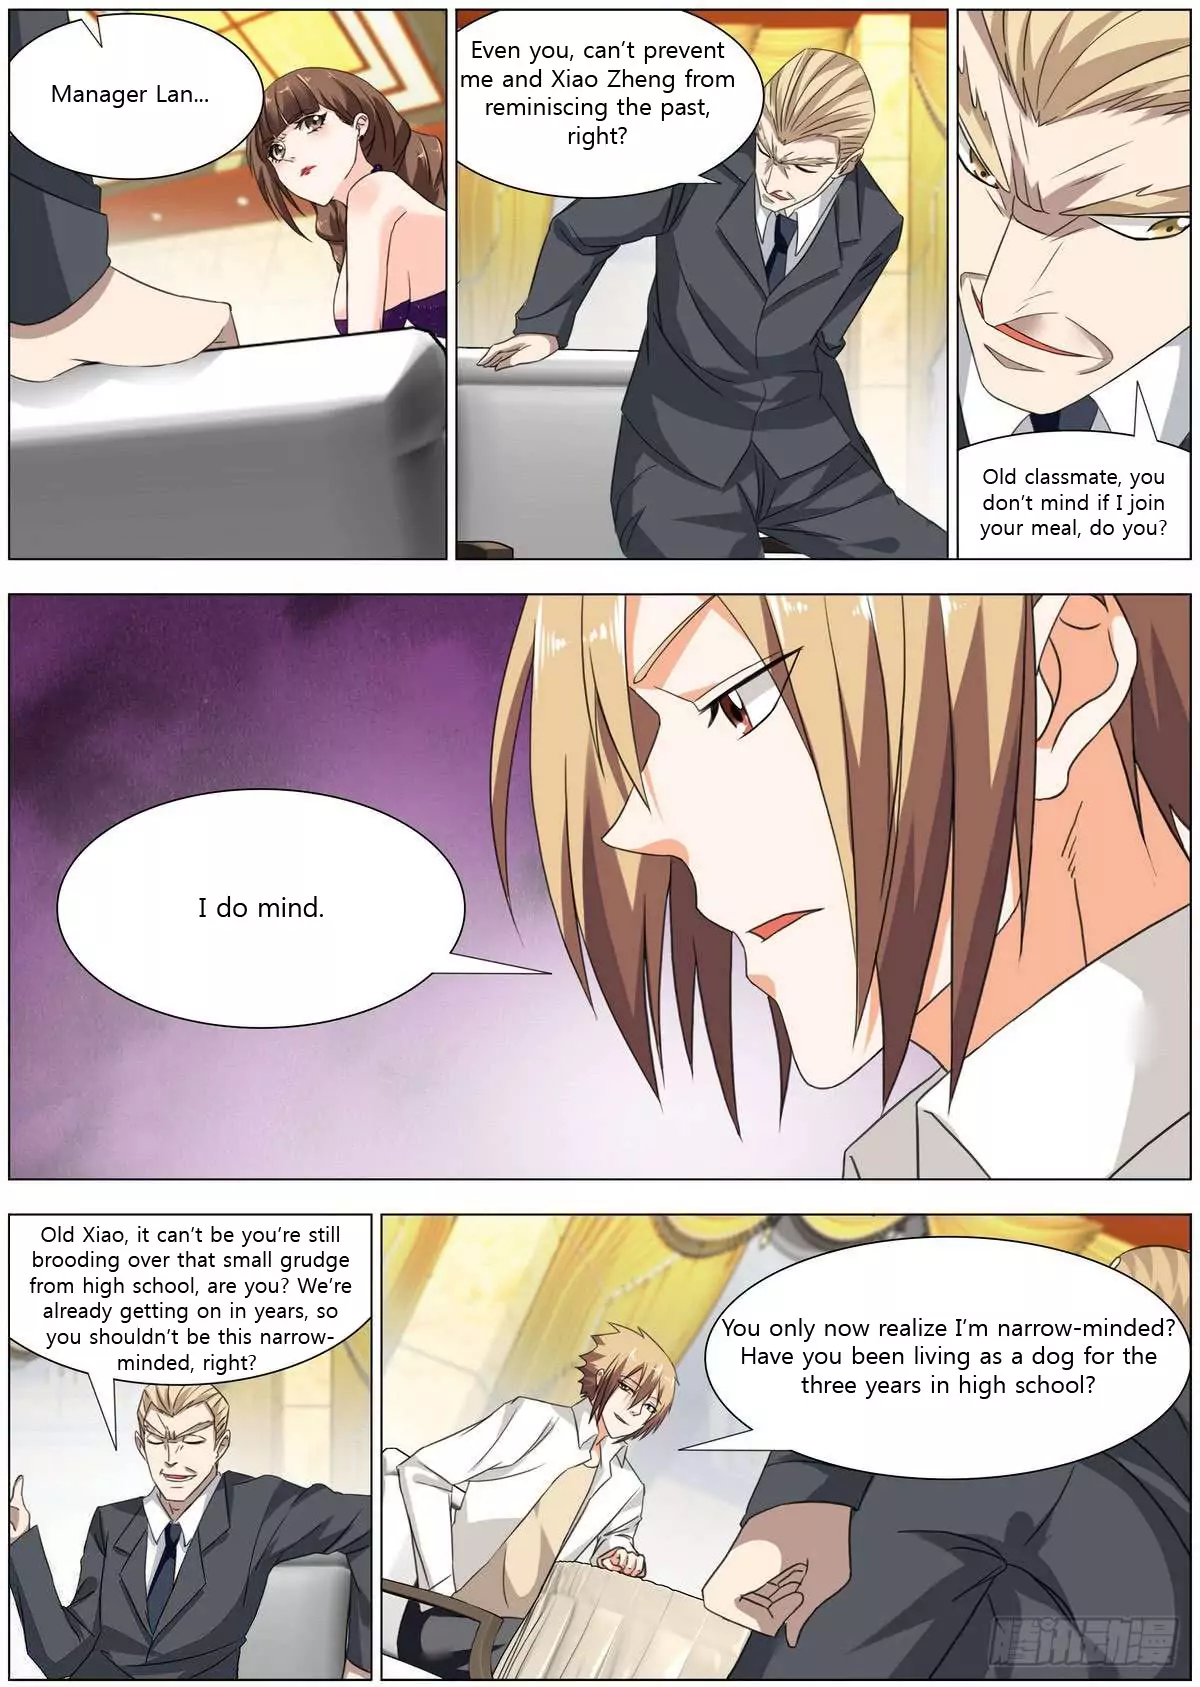 Manager Lan...
Even you, can't prevent
me and Xiao Zheng from
reminiscing the past,
right?
Old classmate, you
don't mind if I join
your meal, do you?
I do mind.
Old Xiao, it can't be you're still
brooding over that small grudge
from high school, are you? We're
already getting on in years, so
you shouldn't be this narrow-
minded, right?
You only now realize I'm narrow-minded?
Have you been living as a dog for the
three years in high school?
腾讯动漫